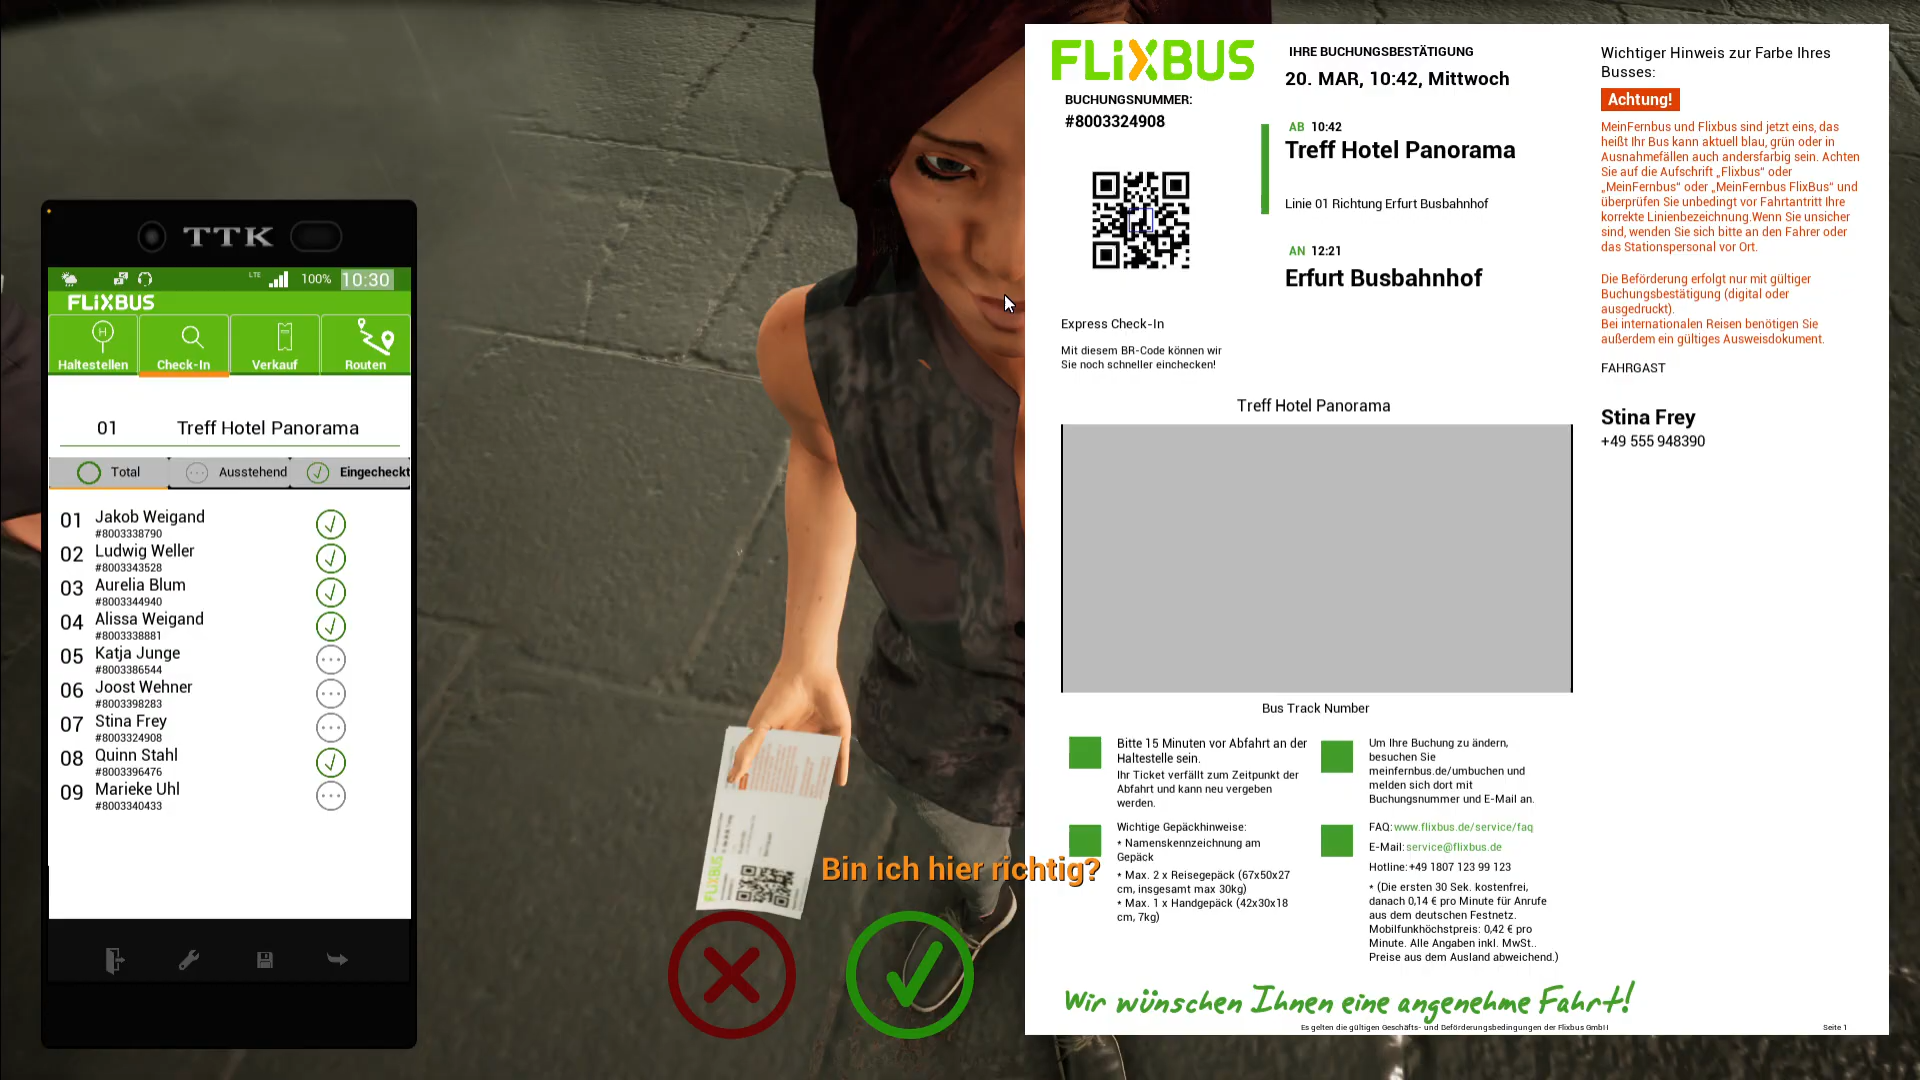 TTK
LTE
100%
10:30
FLiXBUS
Haltestellen
Check-In
Verkauf
Routen
01 Treff Hotel Panorama
Total
Ausstehend
Eingecheckt
01 Jakob Weigand
#8003338790
02 Ludwig Weller
#8003343528
03 Aurelia Blum
#8003344940
04 Alissa Weigand
#8003338881
05 Katja Junge
#8003386544
06 Joost Wehner
#8003398283
07 Stina Frey
#8003324908
08 Quinn Stahl
#8003396476
09 Marieke Uhl
#8003340433
Bin ich hier richtig?
FLiXBUS
FLiXBUS
BUCHUNGSNUMMER:
#8003324908
IHRE BUCHUNGSBESTÄTIGUNG
20. MAR, 10:42, Mittwoch
AB 10:42
Treff Hotel Panorama
Linie 01 Richtung Erfurt Busbahnhof
AN 12:21
Erfurt Busbahnhof
Express Check-In
Mit diesem BR-Code können wir
Sie noch schneller einchecken!
Treff Hotel Panorama
Bus Track Number
Bitte 15 Minuten vor Abfahrt an der
Haltestelle sein.
Ihr Ticket verfällt zum Zeitpunkt der
Abfahrt und kann neu vergeben
werden.
Wichtige Gepäckhinweise:
* Namenskennzeichnung am
Gepäck
* Max. 2 x Reisegepäck (67x50x27
cm, insgesamt max 30kg)
* Max. 1 x Handgepäck (42x30x18
cm, 7kg)
Um Ihre Buchung zu ändern,
besuchen Sie
meinfernbus.de/umbuchen und
melden sich dort mit
Buchungsnummer und E-Mail an.
FAQ: www.flixbus.de/service/faq
E-Mail: service@flixbus.de
Hotline: +49 1807 123 99 123
* (Die ersten 30 Sek. kostenfrei,
danach 0,14 € pro Minute für Anrufe
aus dem deutschen Festnetz.
Mobilfunkhöchstpreis: 0,42 € pro
Minute. Alle Angaben inkl. MwSt..
Preise aus dem Ausland abweichend.)
Wir wünschen Ihnen eine angenehme Fahrt!
Es gelten die gültigen Geschäfts- und Beförderungsbedingungen der Flixbus GmbH
Seite 1
Wichtiger Hinweis zur Farbe Ihres
Busses:
Achtung!
MeinFernbus und Flixbus sind jetzt eins, das
heißt Ihr Bus kann aktuell blau, grün oder in
Ausnahmefällen auch andersfarbig sein. Achten
Sie auf die Aufschrift „Flixbus“ oder
„MeinFernbus“ oder „MeinFernbus FlixBus“ und
überprüfen Sie unbedingt vor Fahrtantritt Ihre
korrekte Linienbezeichnung.Wenn Sie unsicher
sind, wenden Sie sich bitte an den Fahrer oder
das Stationspersonal vor Ort.
Die Beförderung erfolgt nur mit gültiger
Buchungsbestätigung (digital oder
ausgedruckt).
Bei internationalen Reisen benötigen Sie
außerdem ein gültiges Ausweisdokument.
FAHRGAST
Stina Frey
+49 555 948390